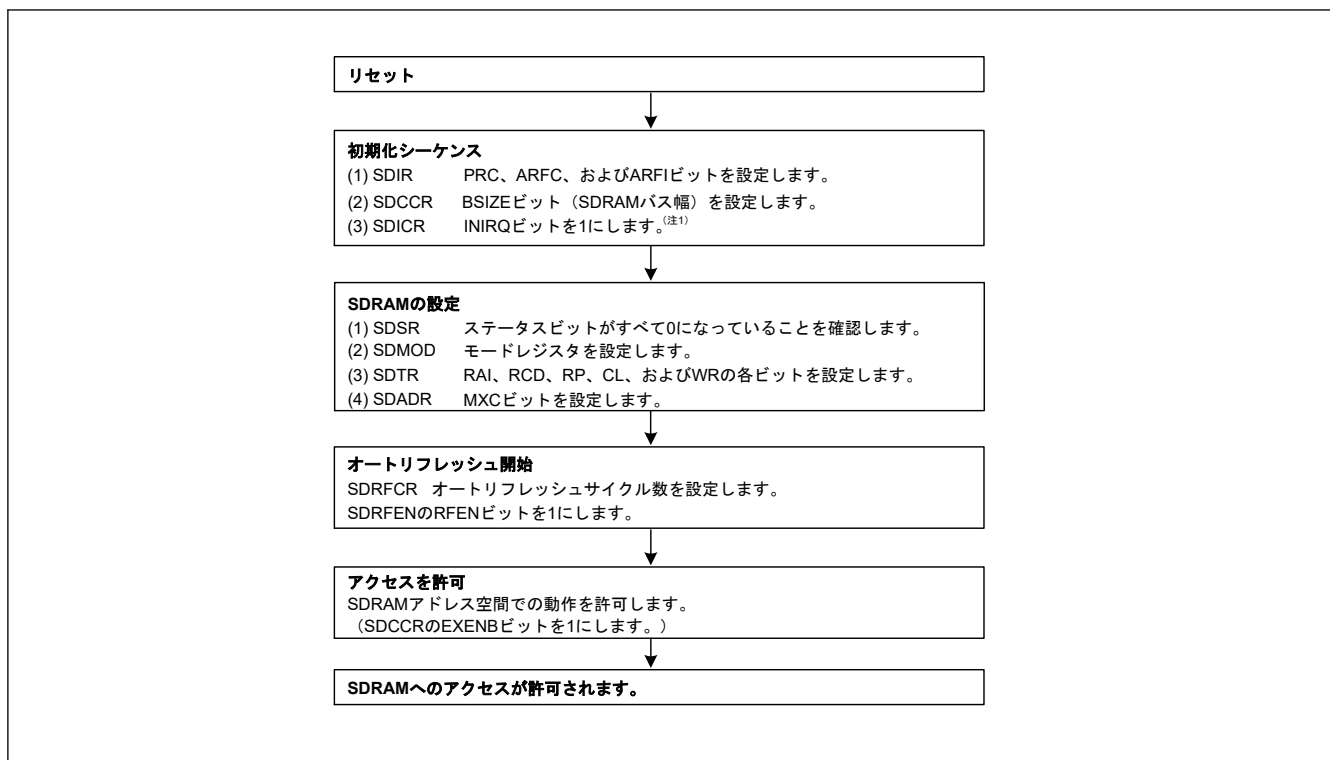 リセット
初期化シーケンス
(1) SDIR PRC、ARFC、およびARFIビットを設定します。
(2) SDCCR BSIZEビット（SDRAMバス幅）を設定します。
(3) SDICR INIRQビットを1にします。(注1)
SDRAMの設定
(1) SDSR ステータスビットがすべて0になっていることを確認します。
(2) SDMOD モードレジスタを設定します。
(3) SDTR RAI、RCD、RP、CL、およびWRの各ビットを設定します。
(4) SDADR MXCビットを設定します。
オートリフレッシュ開始
SDRFCR オートリフレッシュサイクル数を設定します。
SDRFENのRFENビットを1にします。
アクセスを許可
SDRAMアドレス空間での動作を許可します。
（SDCCRのEXENBビットを1にします。）
SDRAMへのアクセスが許可されます。